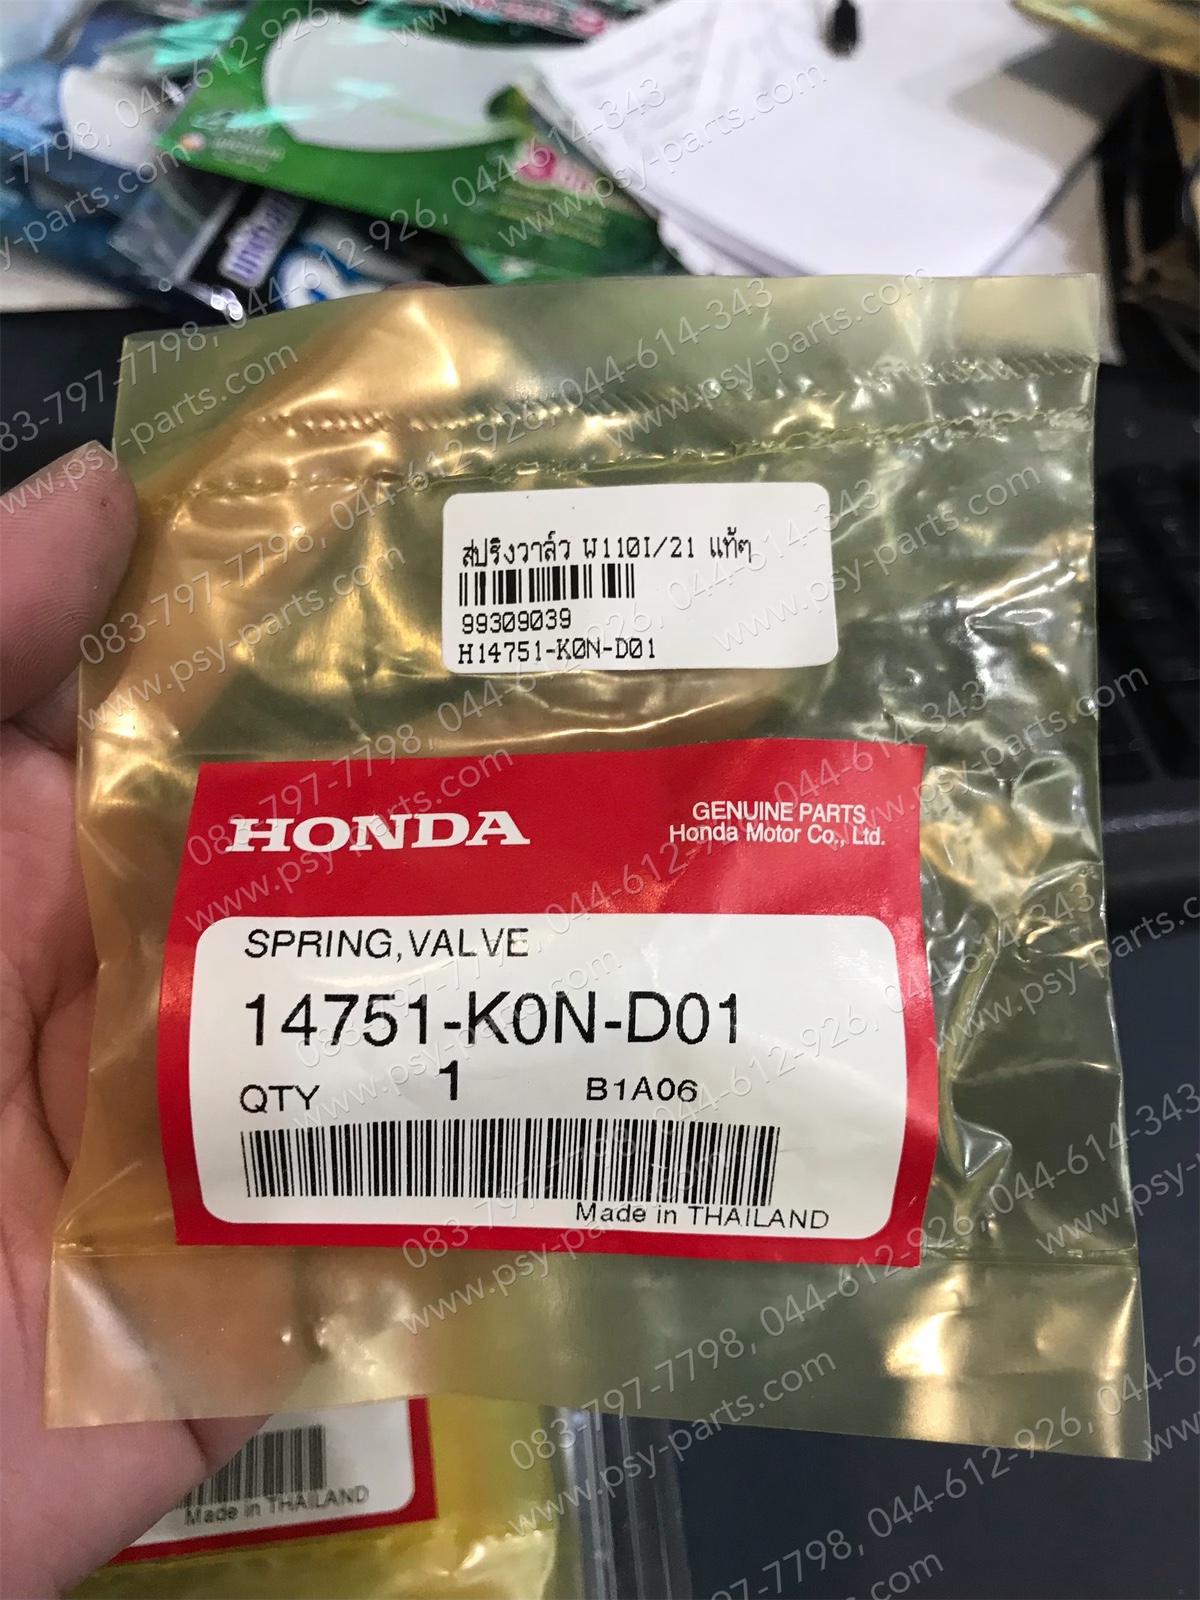 สปริงวาล์ว W110I/21 แท้ๆ
99309039
H14751-K0N-D01
HONDA
GENUINE PARTS
Honda Motor Co., Ltd.
SPRING,VALVE
14751-K0N-D01
QTY 1 B1A06
Made in THAILAND
Made in THAILAND
083-797-7798, 044-612-926, 044-614-343
www.psy-parts.com